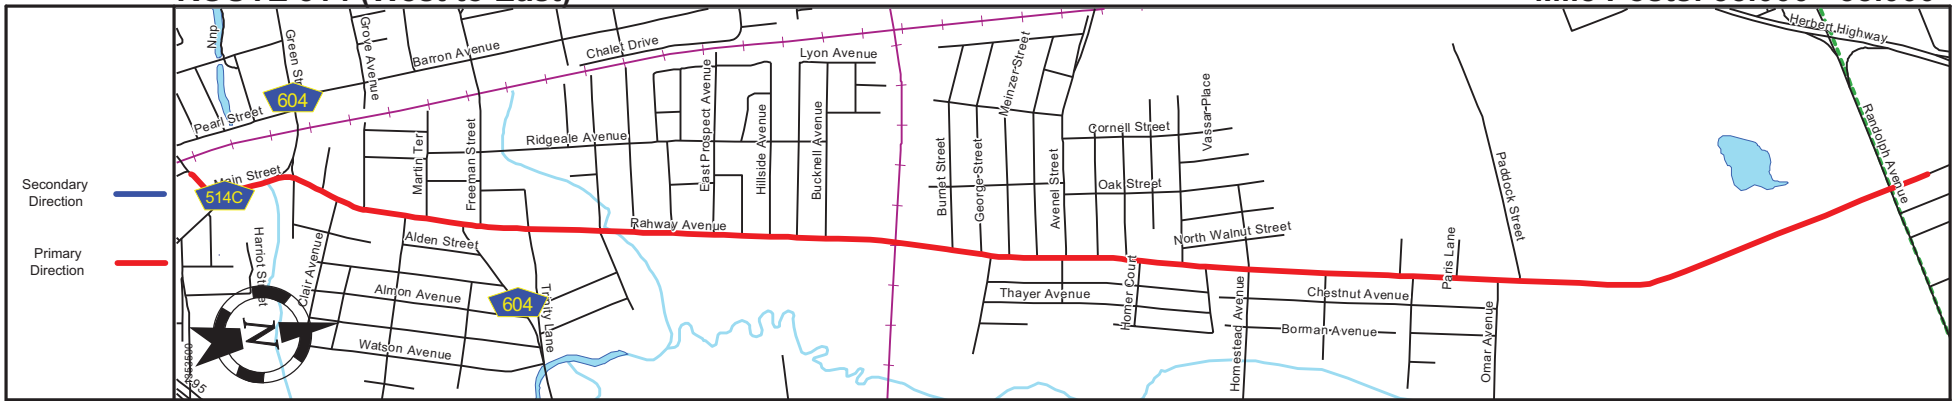 Secondary
Direction
Primary
Direction
Green St
Grove Avenue
Barron Avenue
Chalet Drive
Lyon Avenue
Meinzer Street
Herbert Highway
604
Pearl Street
Main Street
514C
Martin Ter
Freeman Street
Ridgeale Avenue
East Prospect Avenue
Hillside Avenue
Bucknell Avenue
Burnet Street
George Street
Avenel Street
Cornell Street
Oak Street
Vassar Place
North Walnut Street
Paddock Street
Randolph Avenue
Rahway Avenue
Harriot Street
Clair Avenue
Alden Street
Almon Avenue
Watson Avenue
604
Trinity Lane
Thayer Avenue
Homer Court
Homestead Avenue
Chestnut Avenue
Borman Avenue
Paris Lane
Omar Avenue
N
95